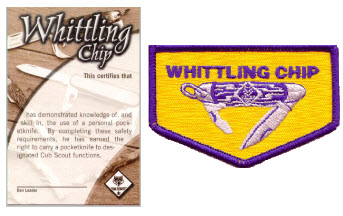 Whittling
Chip
This certifies that
has demonstrated knowledge of, and
skill in, the use of a personal poc-
ketknife. By completing these safety
requirements, he has earned the
right to carry a pocketknife to des-
ignated Cub Scout functions.
Den Leader
WHITTLING CHIP